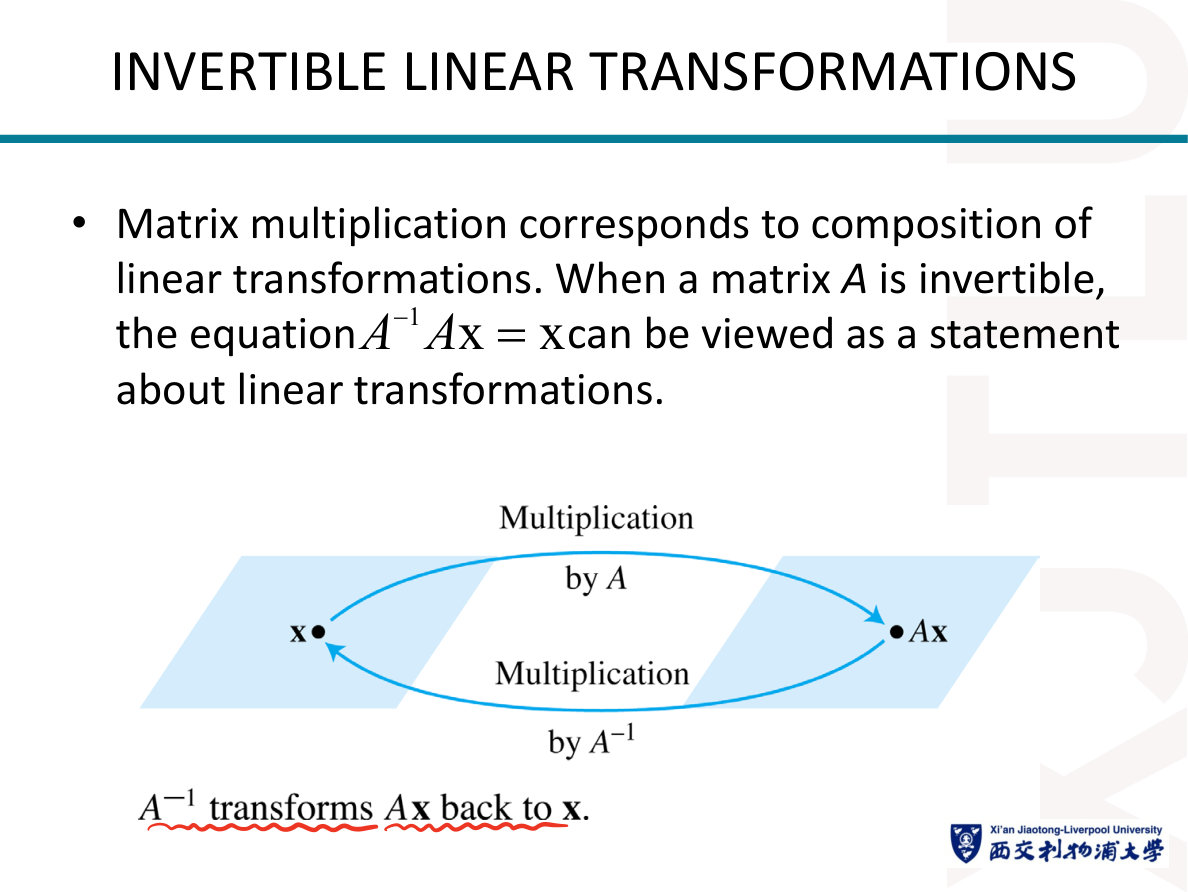 INVERTIBLE LINEAR TRANSFORMATIONS
• Matrix multiplication corresponds to composition of
linear transformations. When a matrix A is invertible,
the equation A⁻¹Ax = x can be viewed as a statement
about linear transformations.
Multiplication
by A
x
Ax
Multiplication
by A⁻¹
A⁻¹ transforms Ax back to x.
Xi'an Jiaotong-Liverpool University
西交利物浦大学
XJTLU